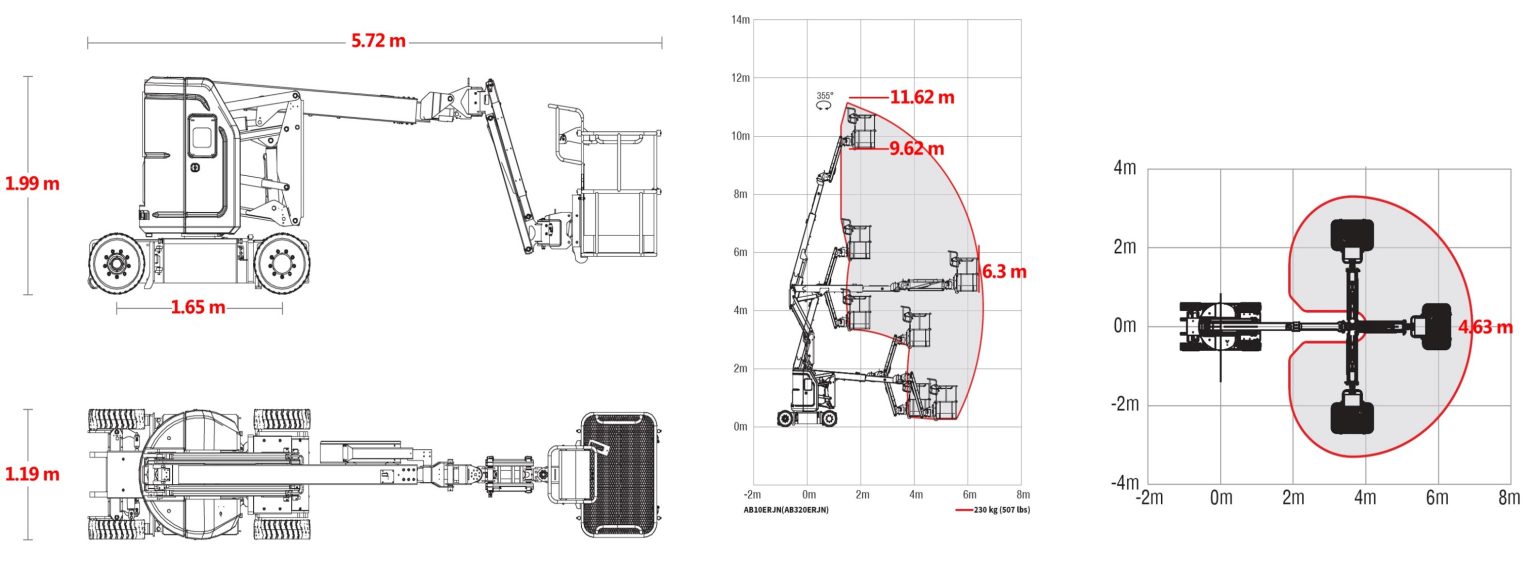 5.72 m
1.99 m
1.65 m
1.19 m
14m
12m
355°
11.62 m
10m
9.62 m
8m
6m
6.3 m
4m
2m
0m
-2m
0m
2m
4m
6m
8m
AB10ERJN(AB320ERJN)
230 kg (507 lbs)
4m
2m
0m
4.63 m
-2m
-4m
-2m
0m
2m
4m
6m
8m